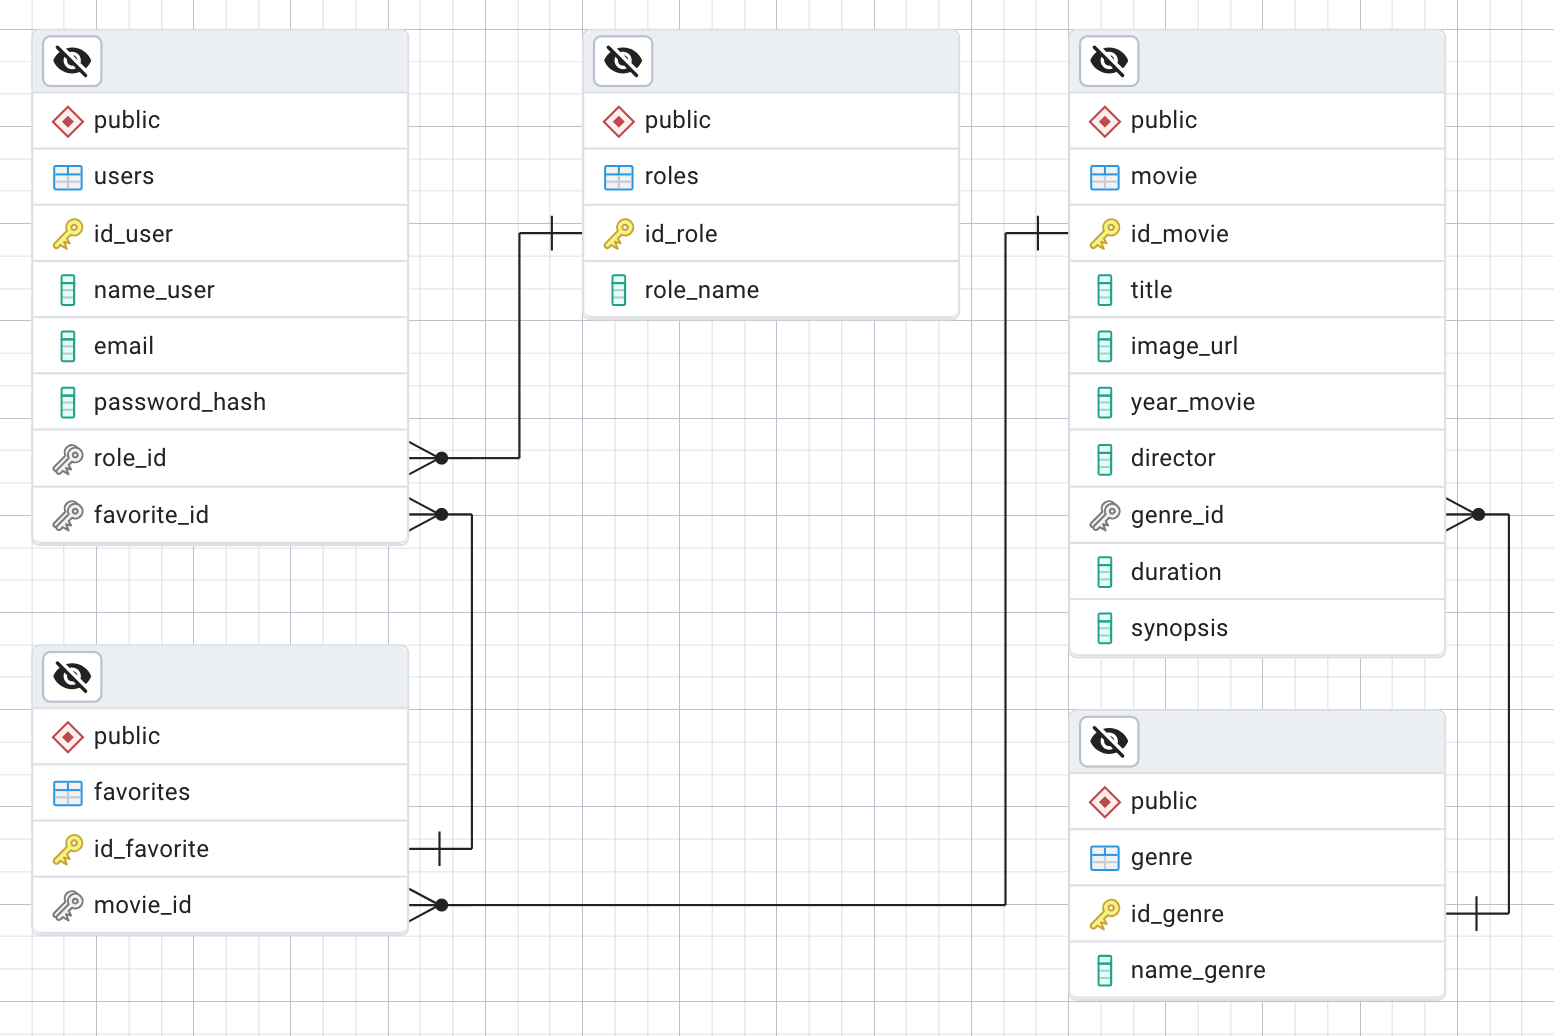 public
users
id_user
name_user
email
password_hash
role_id
favorite_id
public
roles
id_role
role_name
public
movie
id_movie
title
image_url
year_movie
director
genre_id
duration
synopsis
public
favorites
id_favorite
movie_id
public
genre
id_genre
name_genre